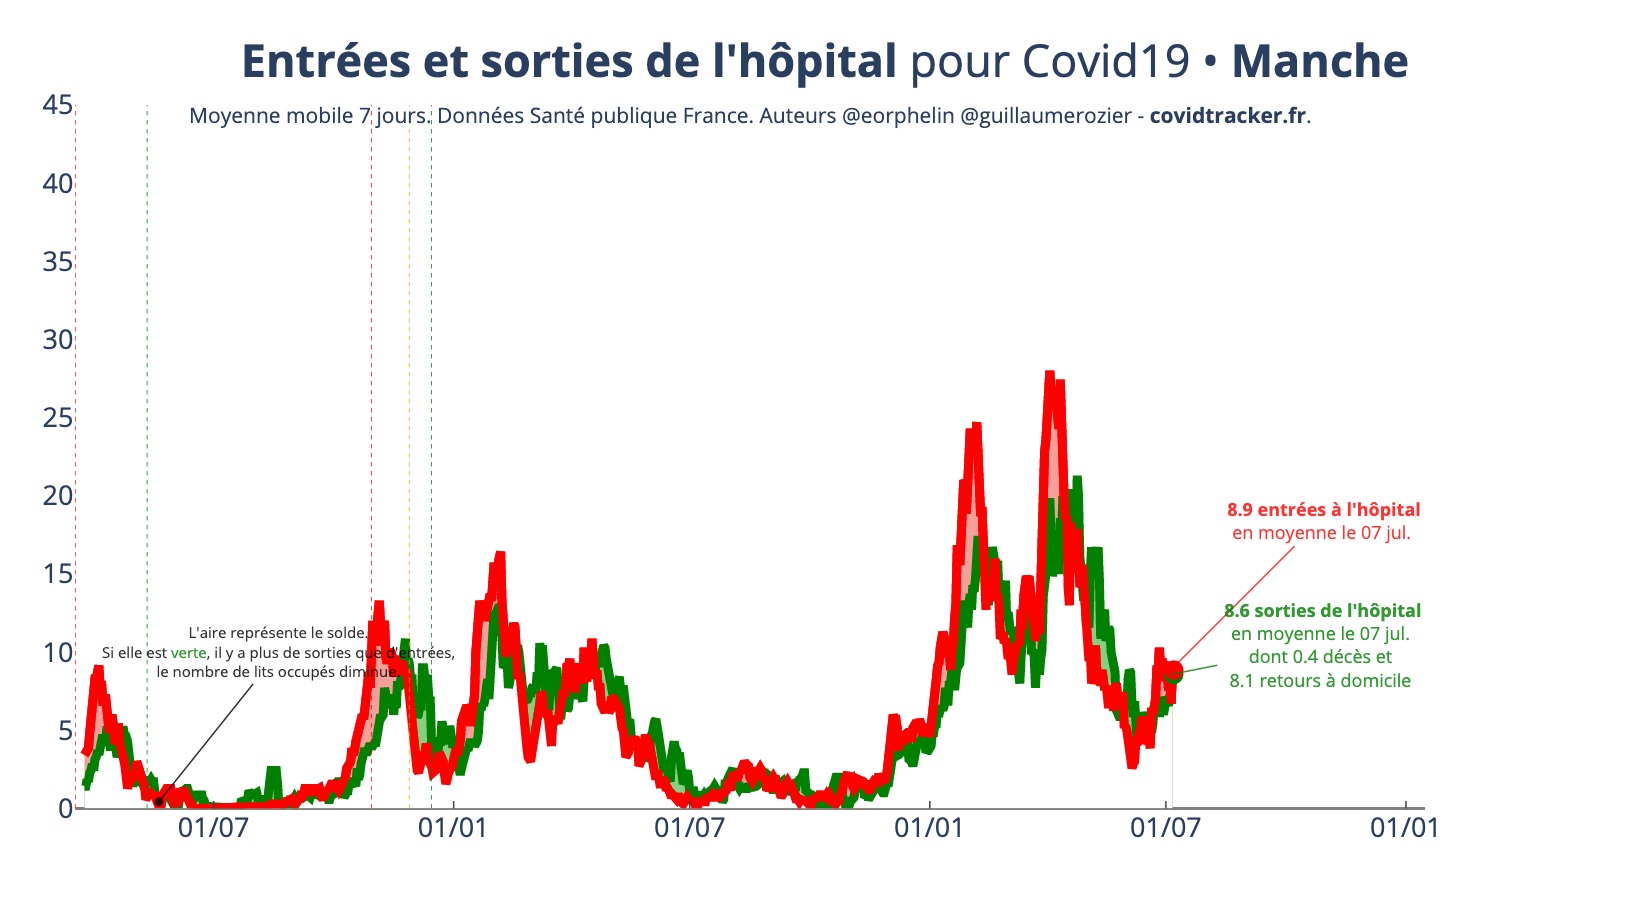 Entrées et sorties de l'hôpital pour Covid19 • Manche
Moyenne mobile 7 jours. Données Santé publique France. Auteurs @eorphelin @guillaumerozier - covidtracker.fr.
45
40
35
30
25
20
15
10
5
0
L'aire représente le solde.
Si elle est verte, il y a plus de sorties que d'entrées,
le nombre de lits occupés diminue.
8.9 entrées à l'hôpital
en moyenne le 07 jul.
8.6 sorties de l'hôpital
en moyenne le 07 jul.
dont 0.4 décès et
8.1 retours à domicile
01/07
01/01
01/07
01/01
01/07
01/01